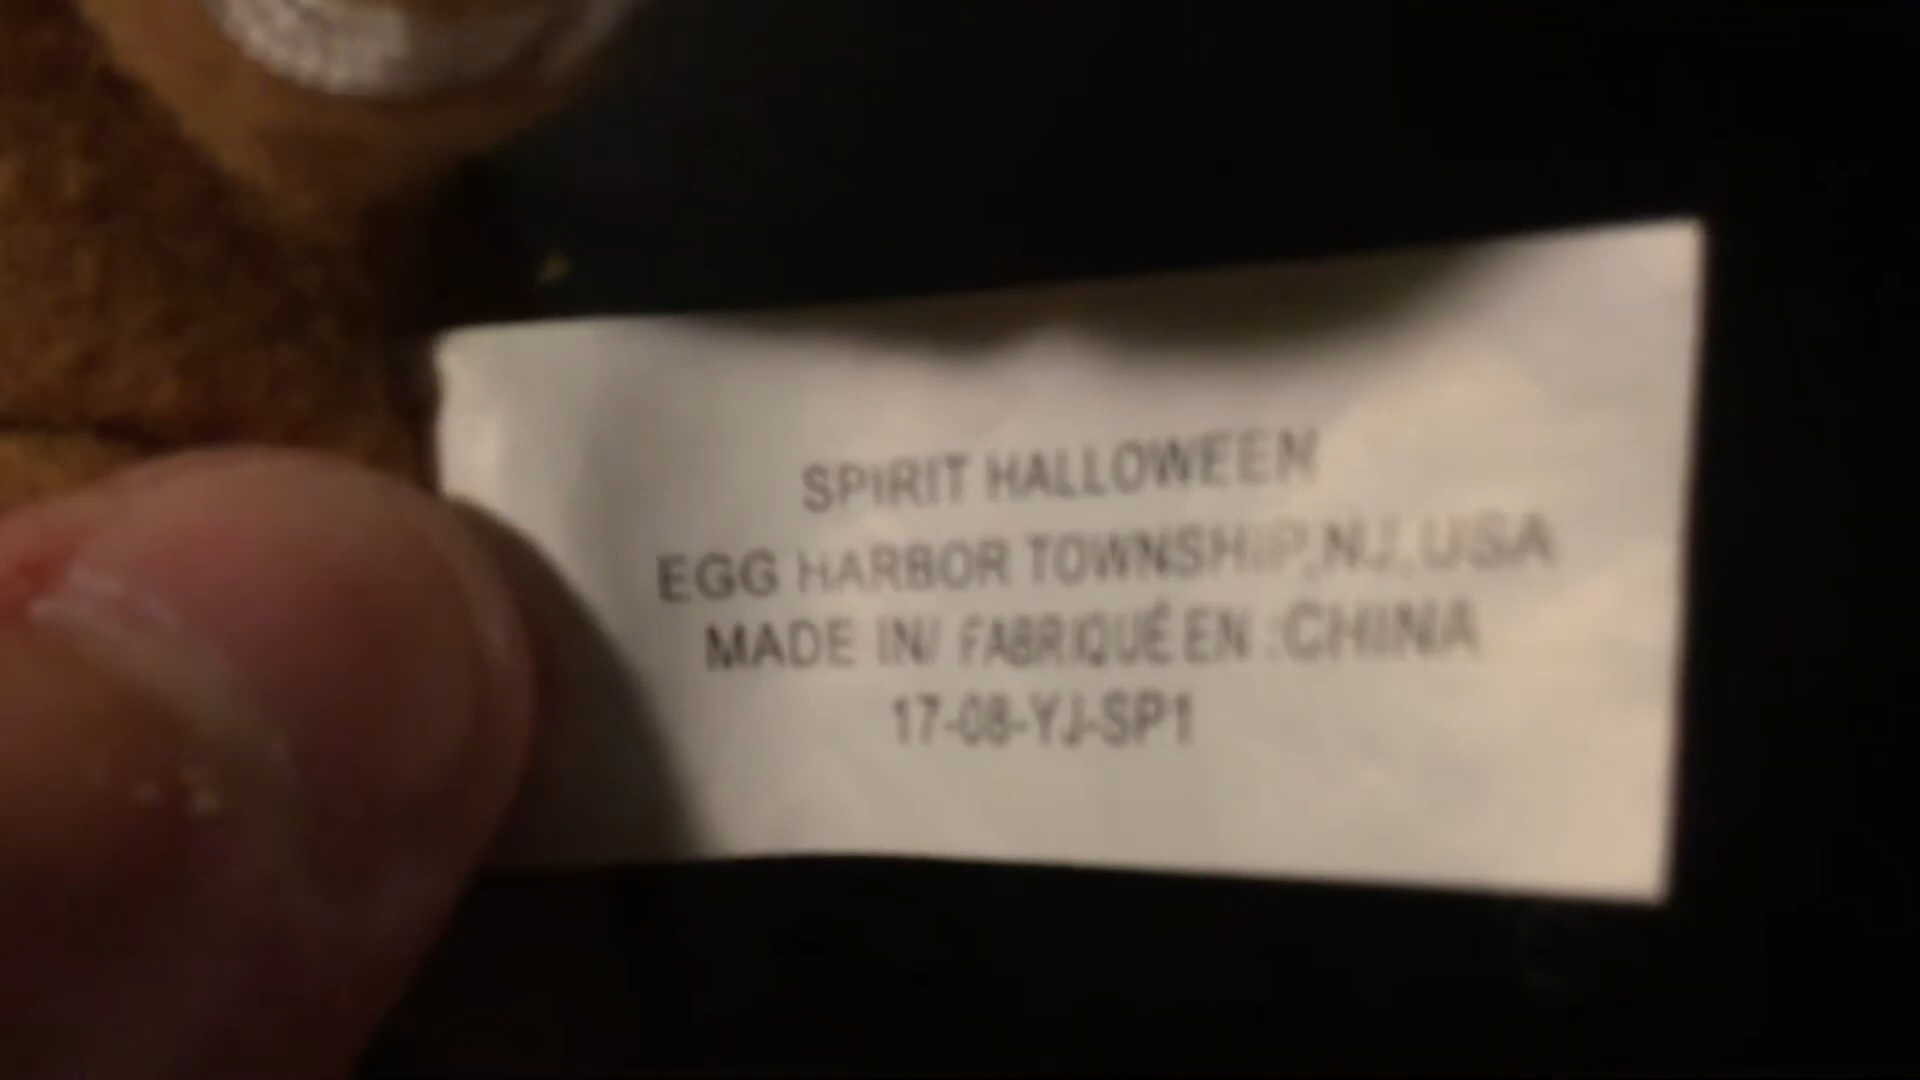 SPIRIT HALLOWEEN
EGG HARBOR TOWNSHIP,NJ,USA
MADE IN/ FABRIQUÉ EN :CHINA
17-08-YJ-SP1